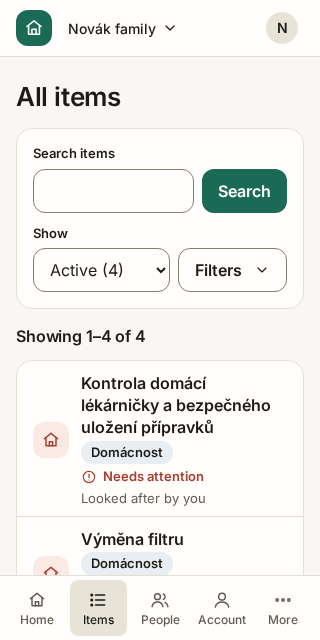 Novák family
N
All items
Search items
Search
Show
Active (4)
Filters
Showing 1–4 of 4
Kontrola domácí
lékárničky a bezpečného
uložení přípravků
Domácnost
Needs attention
Looked after by you
Výměna filtru
Domácnost
Home
Items
People
Account
More